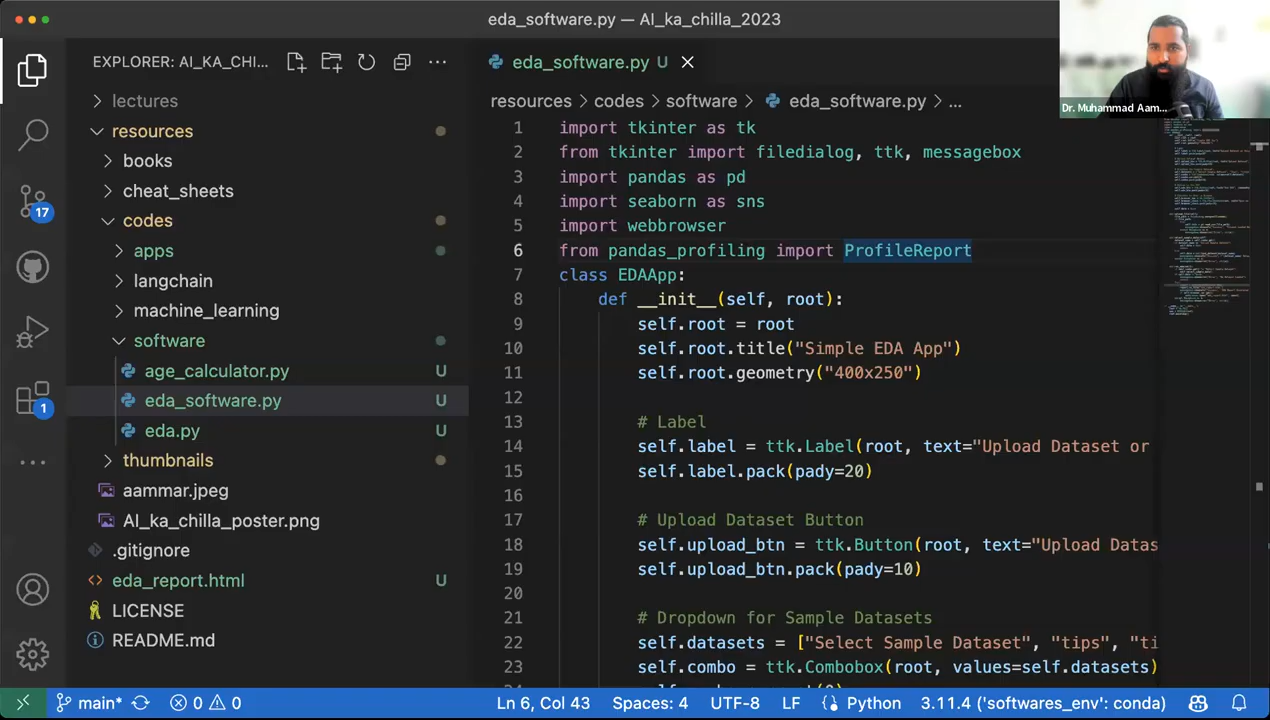 eda_software.py — AI_ka_chilla_2023
EXPLORER: AI_KA_CHI...
lectures
resources
books
cheat_sheets
codes
apps
langchain
machine_learning
software
age_calculator.py U
eda_software.py U
eda.py U
thumbnails
aammar.jpeg
AI_ka_chilla_poster.png
.gitignore
eda_report.html U
LICENSE
README.md
17
1
eda_software.py U
resources > codes > software > eda_software.py > ...
1 import tkinter as tk
2 from tkinter import filedialog, ttk, messagebox
3 import pandas as pd
4 import seaborn as sns
5 import webbrowser
6 from pandas_profiling import ProfileReport
7 class EDAApp:
8 def __init__(self, root):
9 self.root = root
10 self.root.title("Simple EDA App")
11 self.root.geometry("400x250")
12
13 # Label
14 self.label = ttk.Label(root, text="Upload Dataset or
15 self.label.pack(pady=20)
16
17 # Upload Dataset Button
18 self.upload_btn = ttk.Button(root, text="Upload Datas
19 self.upload_btn.pack(pady=10)
20
21 # Dropdown for Sample Datasets
22 self.datasets = ["Select Sample Dataset", "tips", "ti
23 self.combo = ttk.Combobox(root, values=self.datasets)
Dr. Muhammad Aam...
main* 0 0 Ln 6, Col 43 Spaces: 4 UTF-8 LF Python 3.11.4 ('softwares_env': conda)